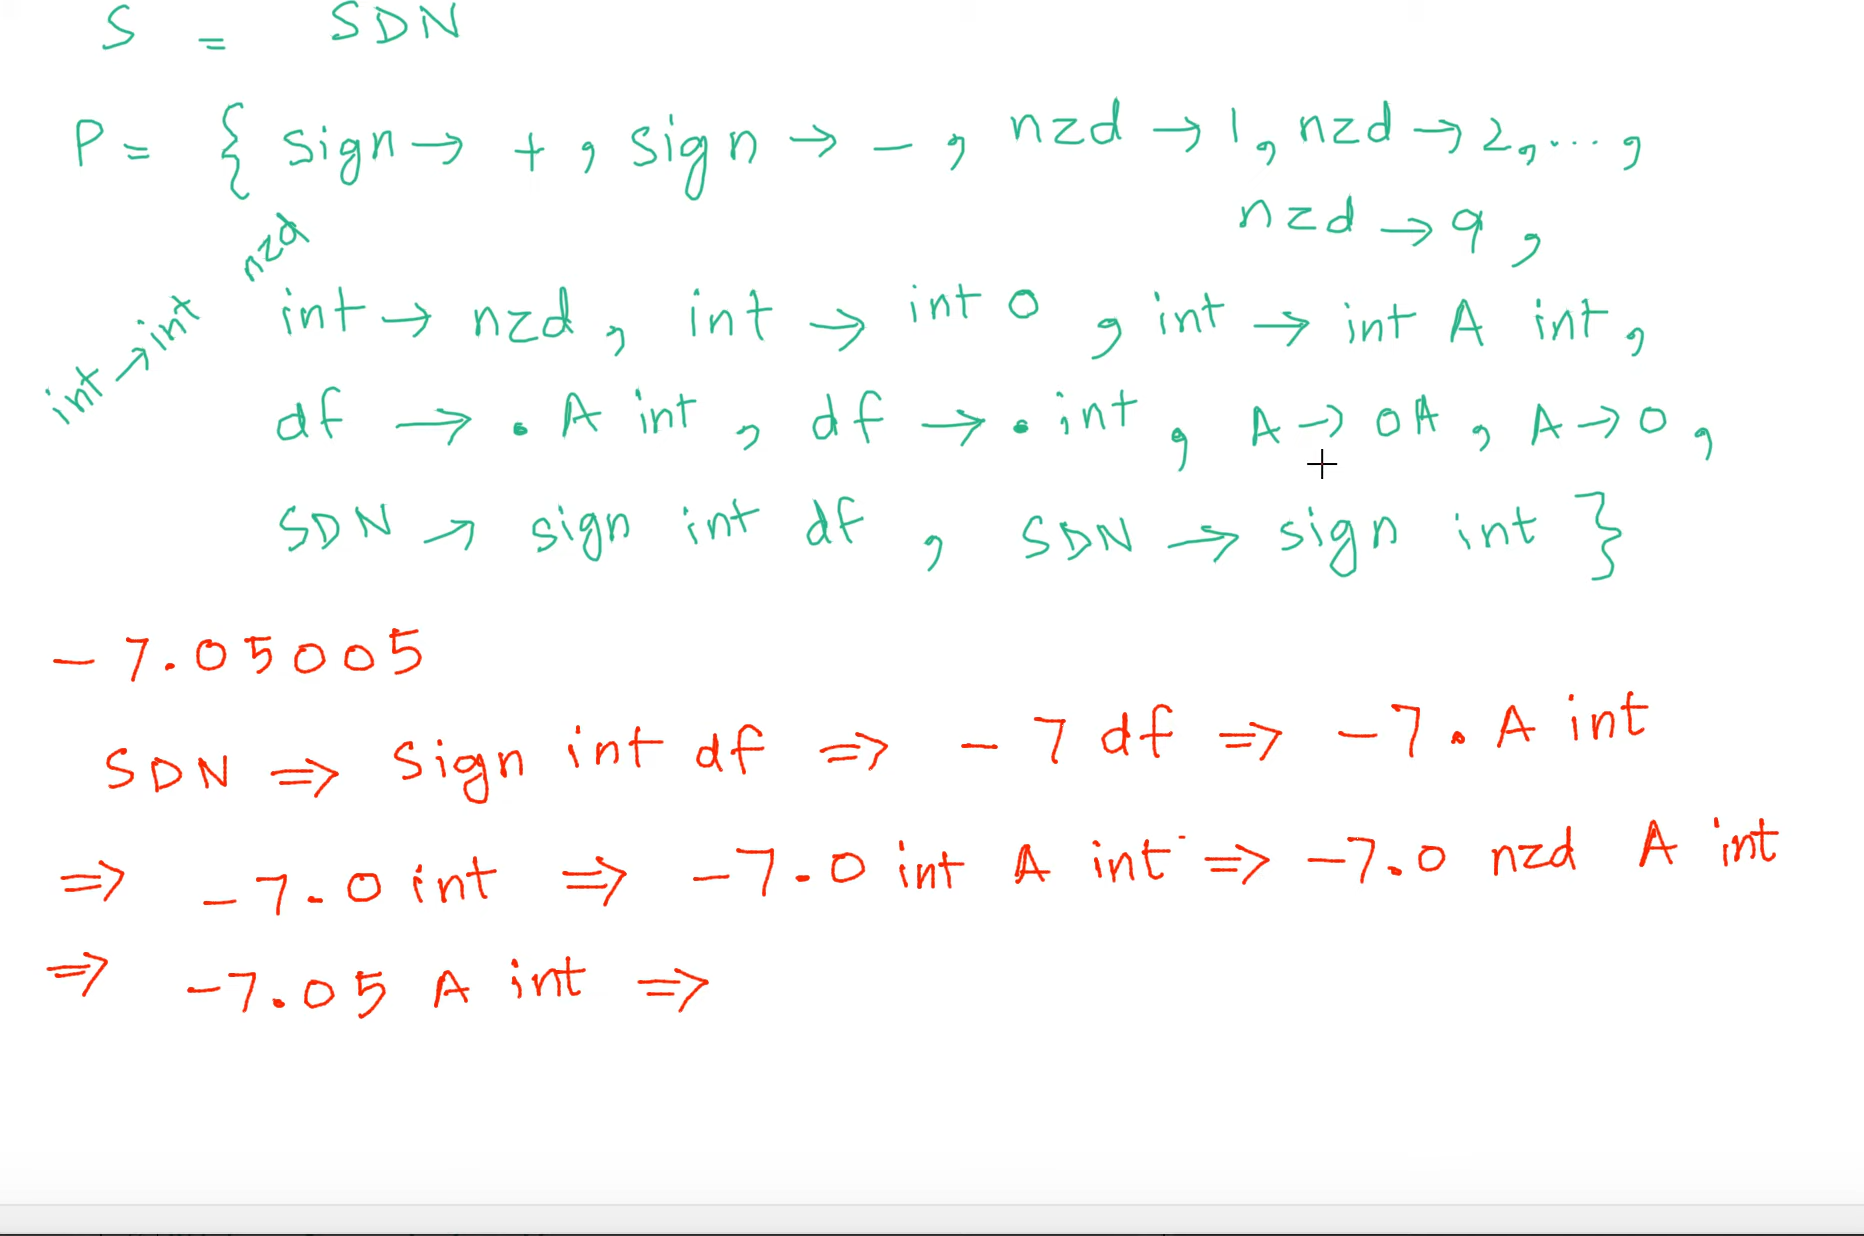 S = SDN
P = { sign → +, sign → -, nzd → 1, nzd → 2, ...,
nzd → 9,
int → int nzd
int → nzd, int → int 0, int → int A int,
df → . A int, df → . int, A → 0A, A → 0,
SDN → sign int df, SDN → sign int }
-7.05005
SDN ⇒ Sign int df ⇒ -7 df ⇒ -7. A int
⇒ -7.0 int ⇒ -7.0 int A int ⇒ -7.0 nzd A int
⇒ -7.05 A int ⇒